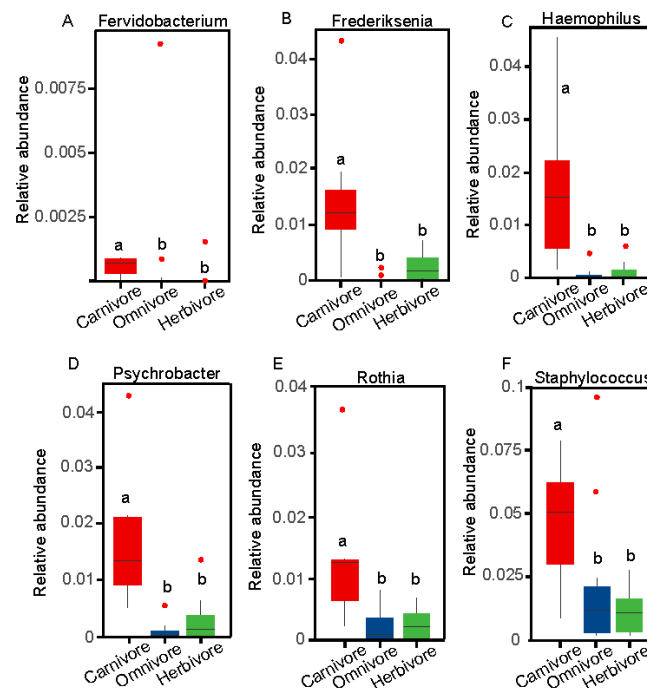 A Fervidobacterium
Relative abundance
0.0075
0.005
0.0025
a b b
Carnivore Omnivore Herbivore
B Frederiksenia
Relative abundance
0.04
0.03
0.02
0.01
0
a b b
Carnivore Omnivore Herbivore
C Haemophilus
Relative abundance
0.04
0.03
0.02
0.01
0
a b b
Carnivore Omnivore Herbivore
D Psychrobacter
Relative abundance
0.04
0.03
0.02
0.01
0
a b b
Carnivore Omnivore Herbivore
E Rothia
Relative abundance
0.04
0.03
0.02
0.01
0
a b b
Carnivore Omnivore Herbivore
F Staphylococcus
Relative abundance
0.1
0.075
0.05
0.025
0
a b b
Carnivore Omnivore Herbivore